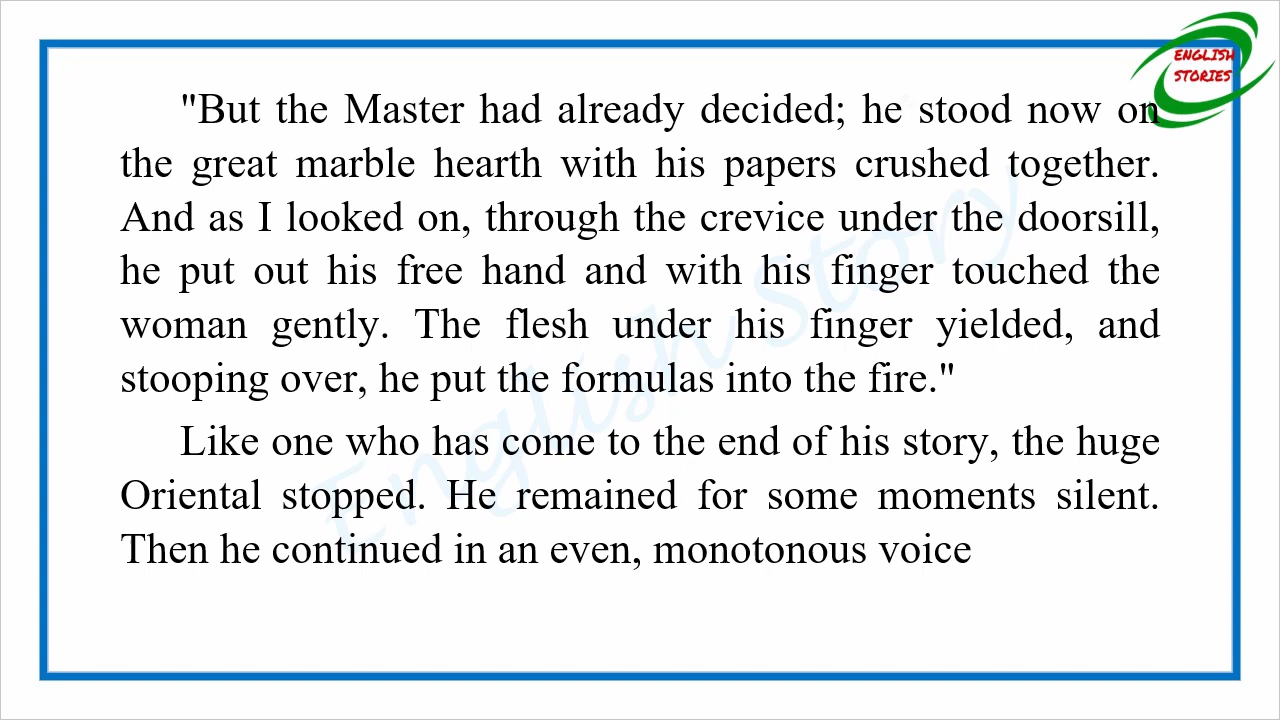 ENGLISH
STORIES
"But the Master had already decided; he stood now on
the great marble hearth with his papers crushed together.
And as I looked on, through the crevice under the doorsill,
he put out his free hand and with his finger touched the
woman gently. The flesh under his finger yielded, and
stooping over, he put the formulas into the fire."
Like one who has come to the end of his story, the huge
Oriental stopped. He remained for some moments silent.
Then he continued in an even, monotonous voice
English Story